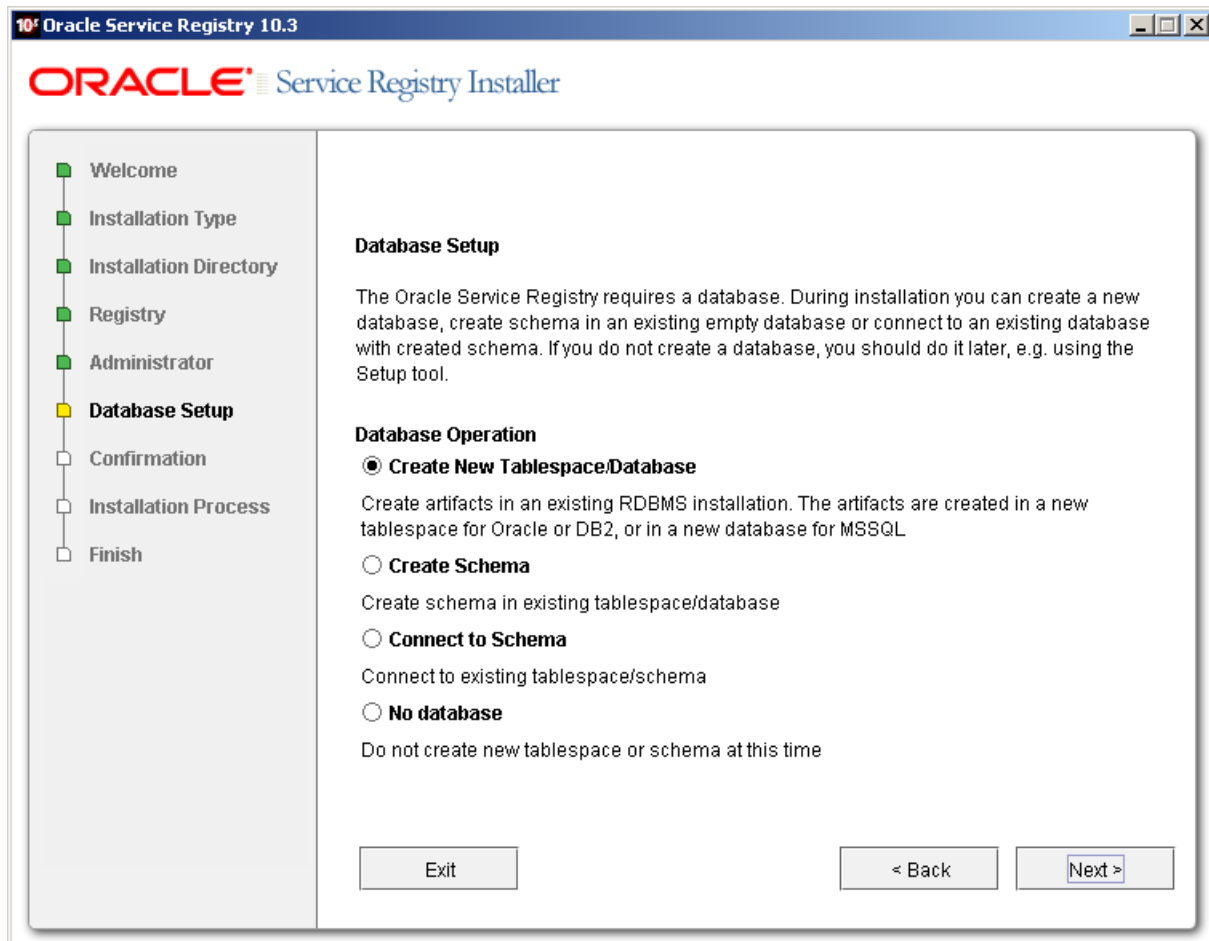 10g Oracle Service Registry 10.3
ORACLE Service Registry Installer
Welcome
Installation Type
Installation Directory
Registry
Administrator
Database Setup
Confirmation
Installation Process
Finish
Database Setup
The Oracle Service Registry requires a database. During installation you can create a new
database, create schema in an existing empty database or connect to an existing database
with created schema. If you do not create a database, you should do it later, e.g. using the
Setup tool.
Database Operation
Create New Tablespace/Database
Create artifacts in an existing RDBMS installation. The artifacts are created in a new
tablespace for Oracle or DB2, or in a new database for MSSQL
Create Schema
Create schema in existing tablespace/database
Connect to Schema
Connect to existing tablespace/schema
No database
Do not create new tablespace or schema at this time
Exit
< Back
Next >